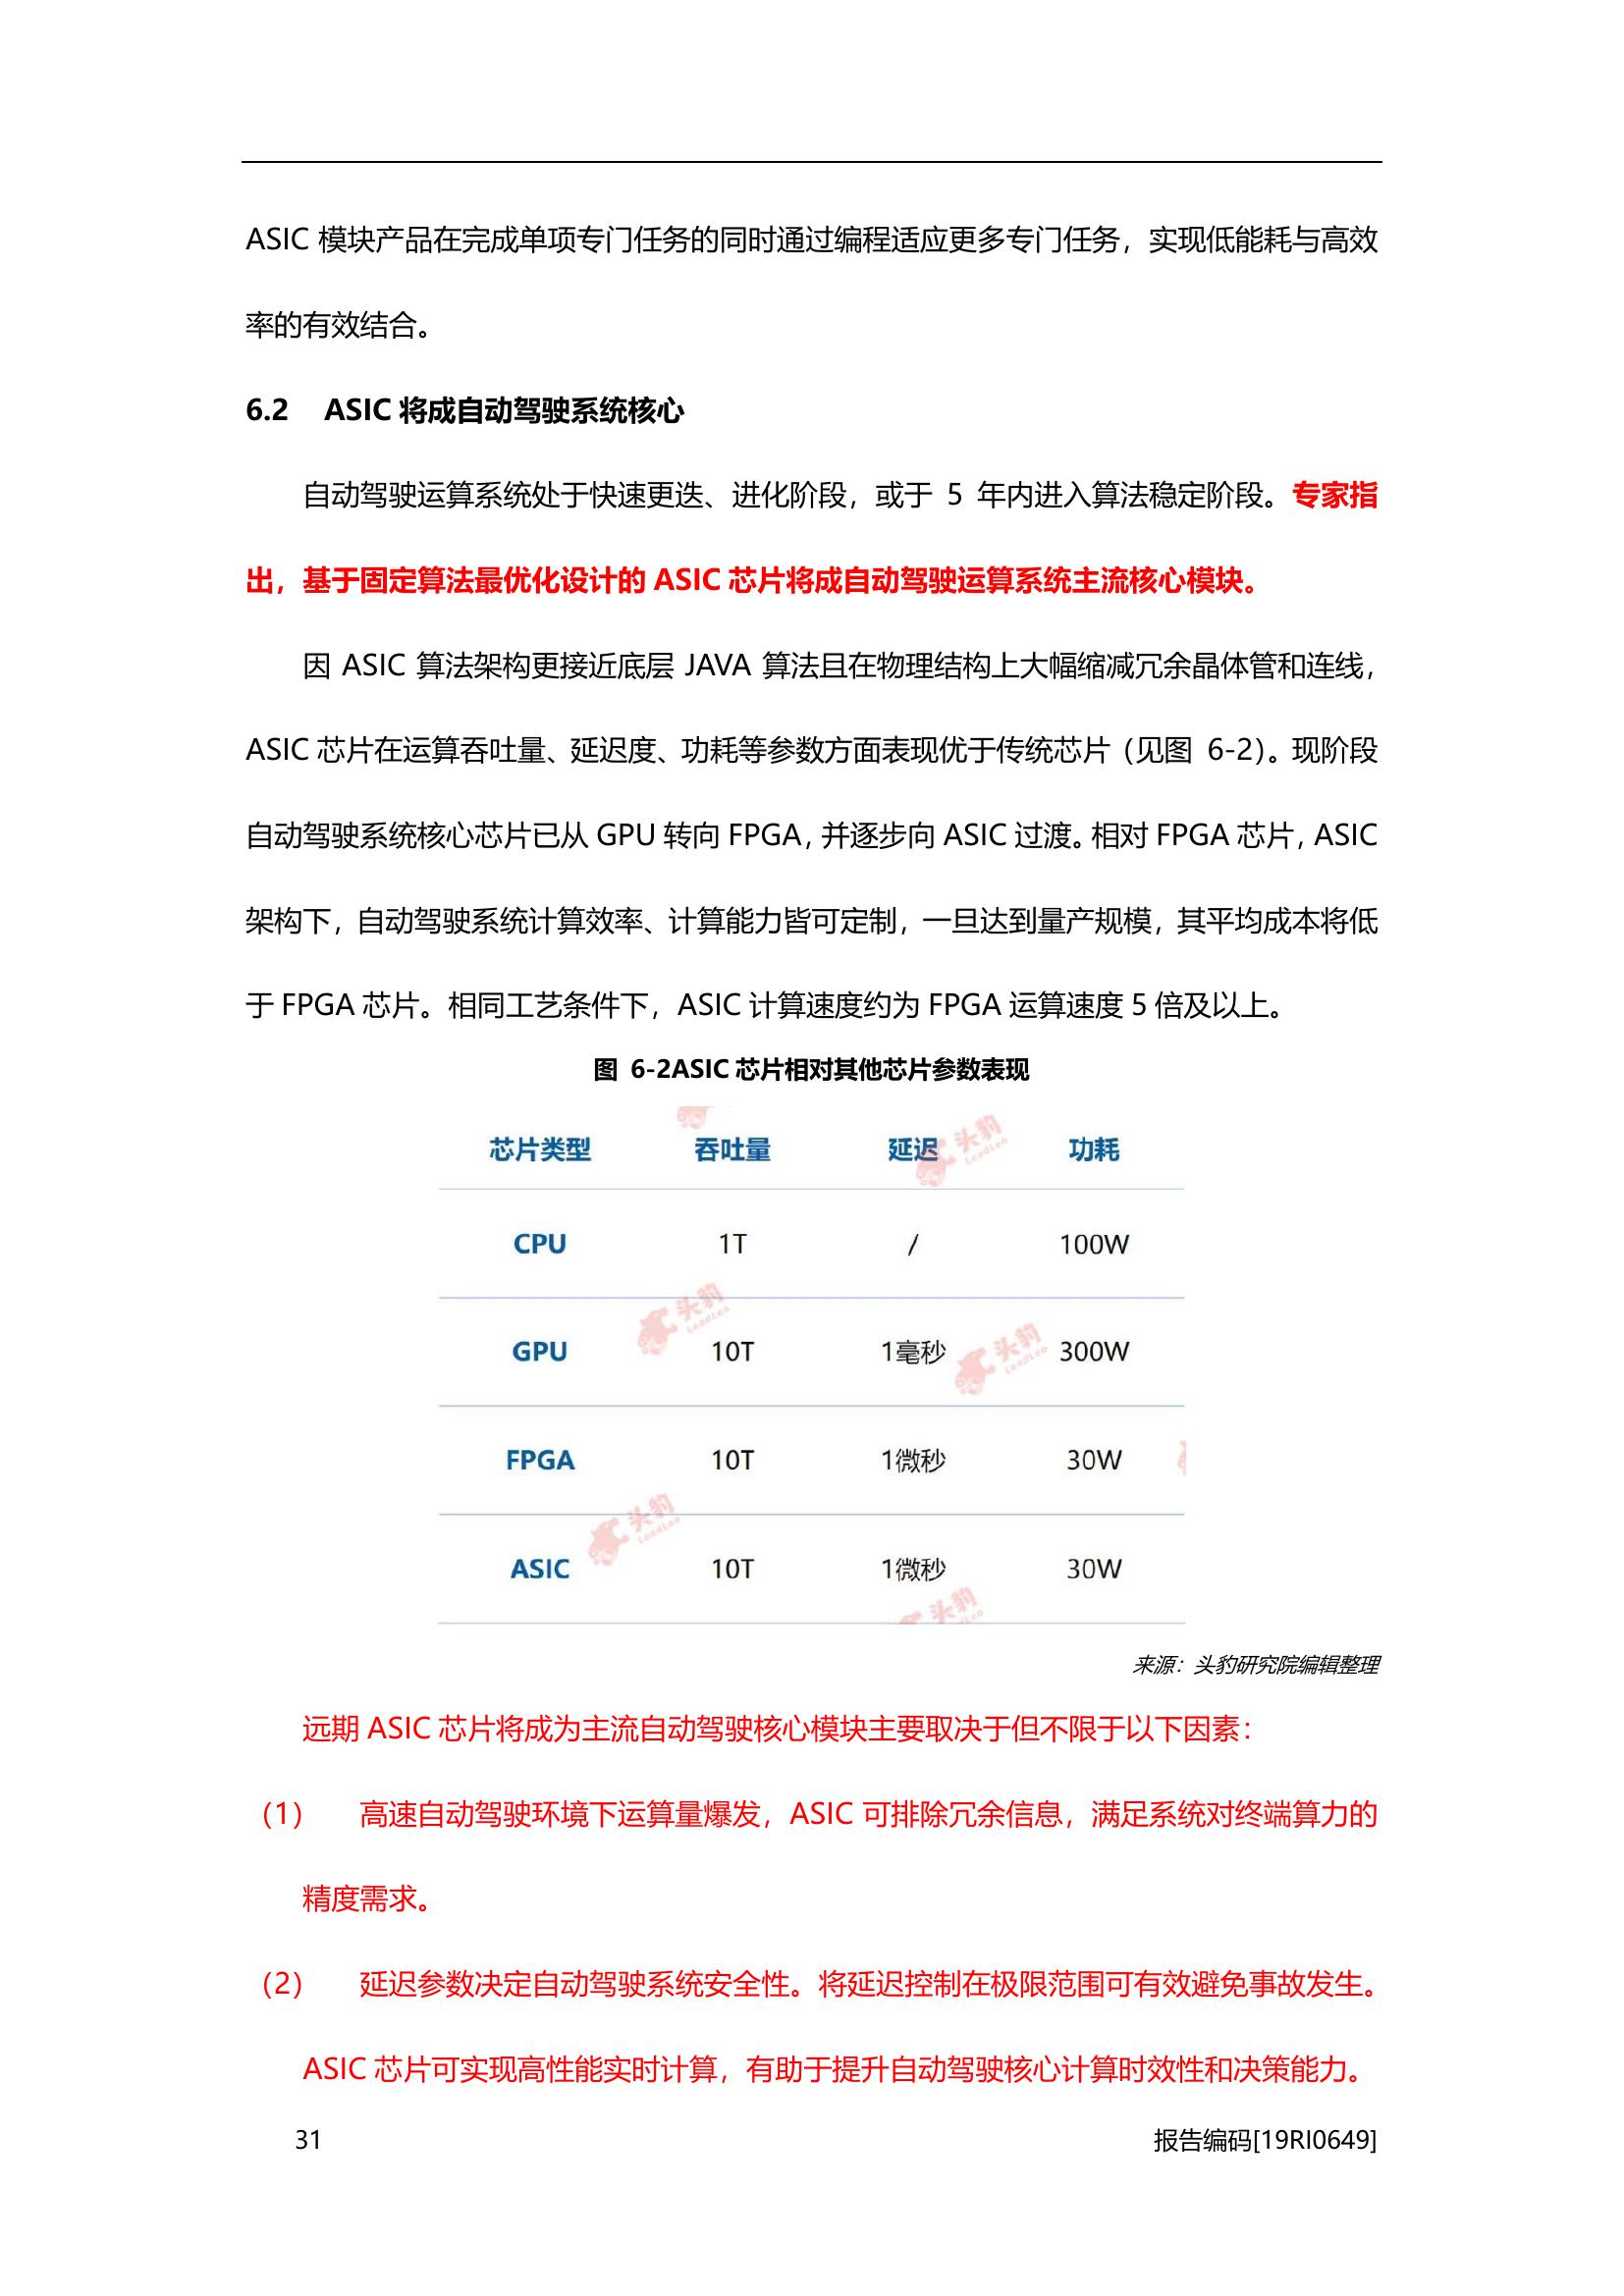 ASIC 模块产品在完成单项专门任务的同时通过编程适应更多专门任务，实现低能耗与高效
率的有效结合。
6.2 ASIC 将成自动驾驶系统核心
自动驾驶运算系统处于快速更迭、进化阶段，或于 5 年内进入算法稳定阶段。专家指
出，基于固定算法最优化设计的 ASIC 芯片将成自动驾驶运算系统主流核心模块。
因 ASIC 算法架构更接近底层 JAVA 算法且在物理结构上大幅缩减冗余晶体管和连线，
ASIC 芯片在运算吞吐量、延迟度、功耗等参数方面表现优于传统芯片（见图 6-2）。现阶段
自动驾驶系统核心芯片已从 GPU 转向 FPGA，并逐步向 ASIC 过渡。相对 FPGA 芯片，ASIC
架构下，自动驾驶系统计算效率、计算能力皆可定制，一旦达到量产规模，其平均成本将低
于 FPGA 芯片。相同工艺条件下，ASIC 计算速度约为 FPGA 运算速度 5 倍及以上。
图 6-2ASIC 芯片相对其他芯片参数表现
芯片类型 吞吐量 延迟 功耗
CPU 1T / 100W
GPU 10T 1毫秒 300W
FPGA 10T 1微秒 30W
ASIC 10T 1微秒 30W
头豹 LeadLeo
头豹 LeadLeo
头豹 LeadLeo
头豹 LeadLeo
头豹
来源：头豹研究院编辑整理
远期 ASIC 芯片将成为主流自动驾驶核心模块主要取决于但不限于以下因素：
（1） 高速自动驾驶环境下运算量爆发，ASIC 可排除冗余信息，满足系统对终端算力的
精度需求。
（2） 延迟参数决定自动驾驶系统安全性。将延迟控制在极限范围可有效避免事故发生。
ASIC 芯片可实现高性能实时计算，有助于提升自动驾驶核心计算时效性和决策能力。
31 报告编码[19RI0649]